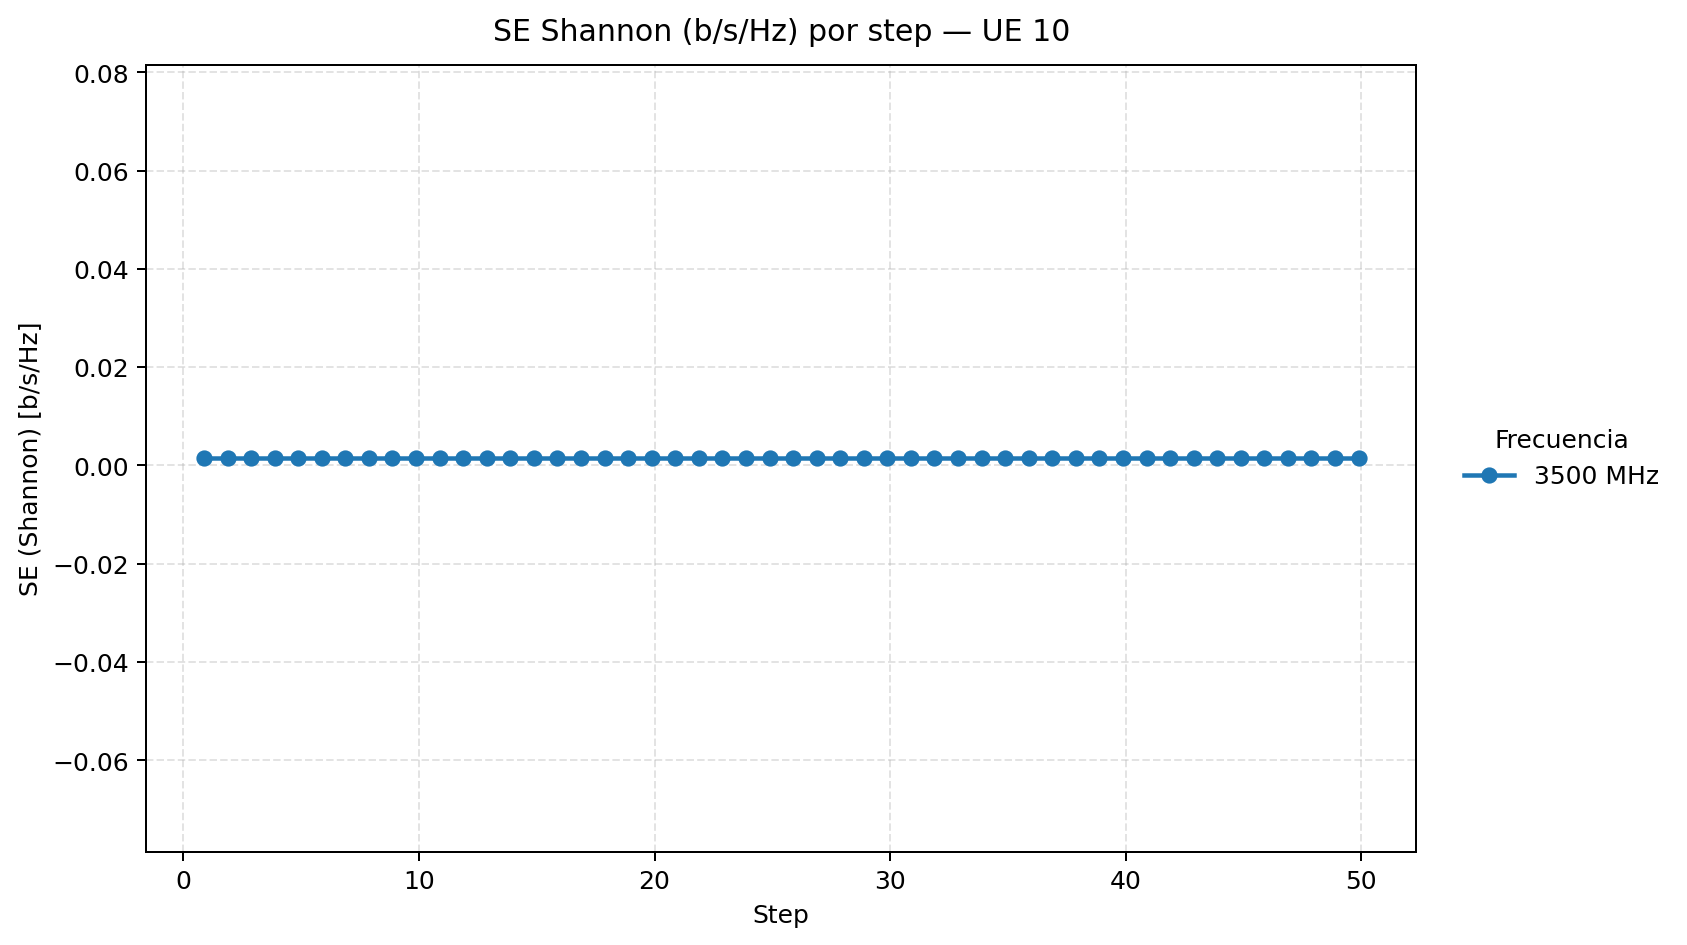 SE Shannon (b/s/Hz) por step — UE 10
SE (Shannon) [b/s/Hz]
0.08
0.06
0.04
0.02
0.00
−0.02
−0.04
−0.06
0 10 20 30 40 50
Step
Frecuencia
3500 MHz